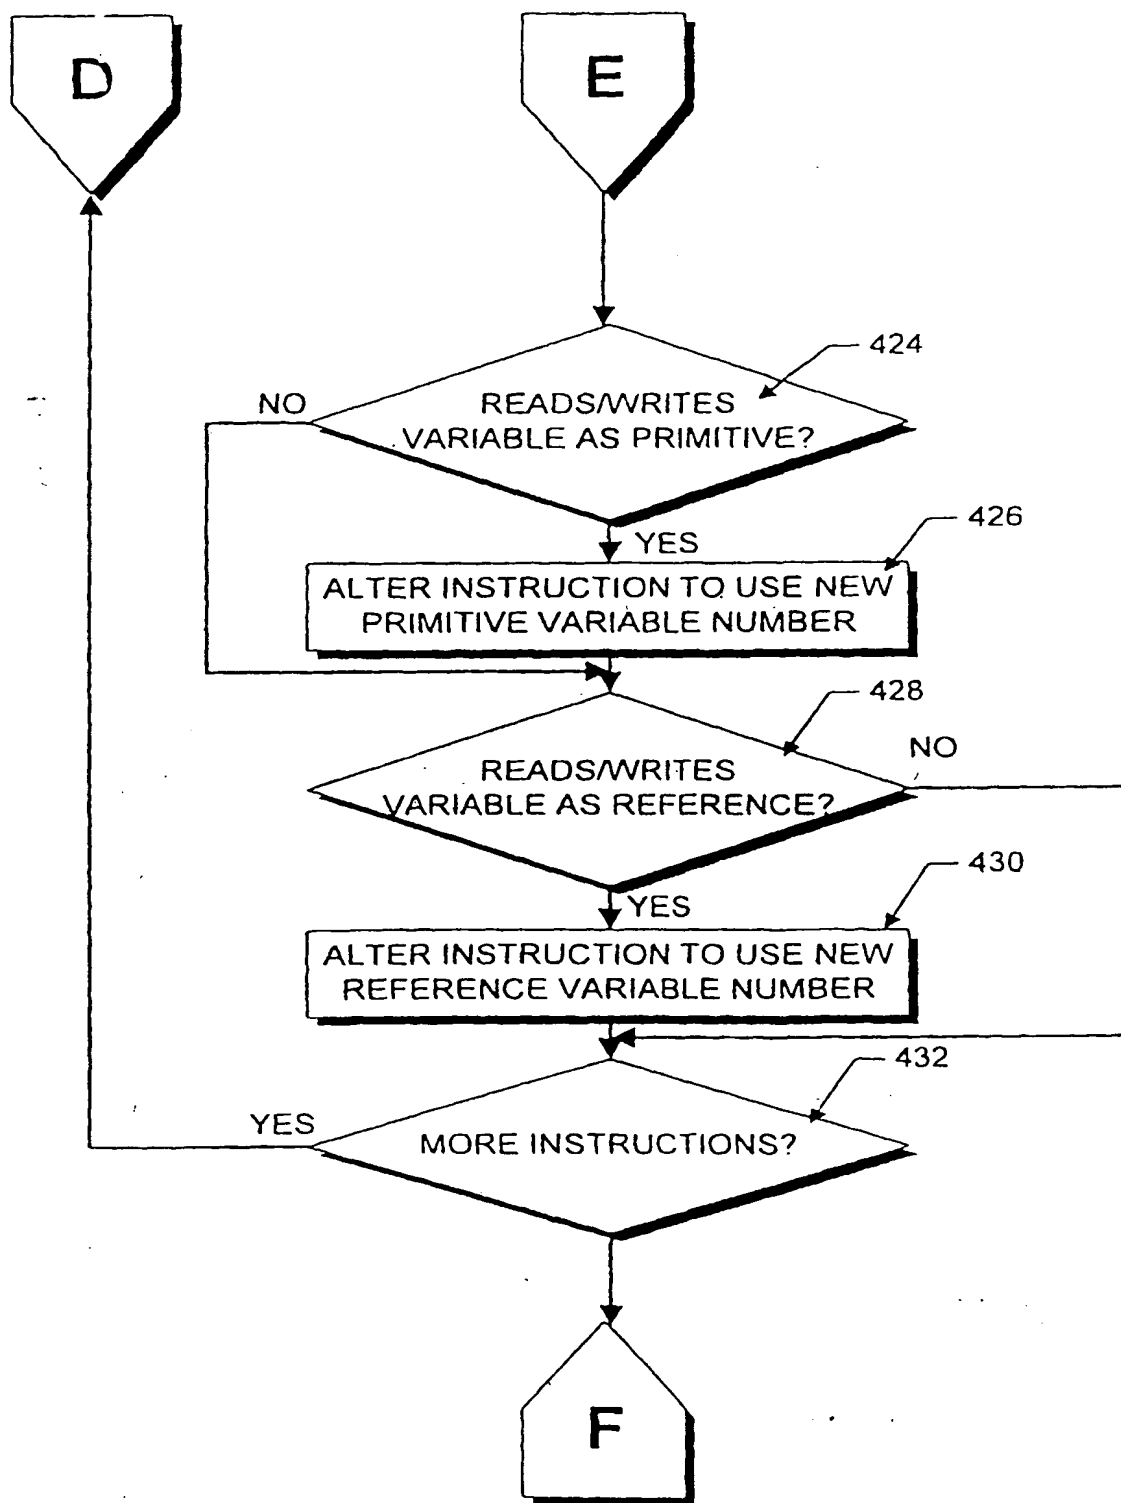 D
E
424
NO
READS/WRITES
VARIABLE AS PRIMITIVE?
426
YES
ALTER INSTRUCTION TO USE NEW
PRIMITIVE VARIABLE NUMBER
428
NO
READS/WRITES
VARIABLE AS REFERENCE?
430
YES
ALTER INSTRUCTION TO USE NEW
REFERENCE VARIABLE NUMBER
432
YES
MORE INSTRUCTIONS?
F